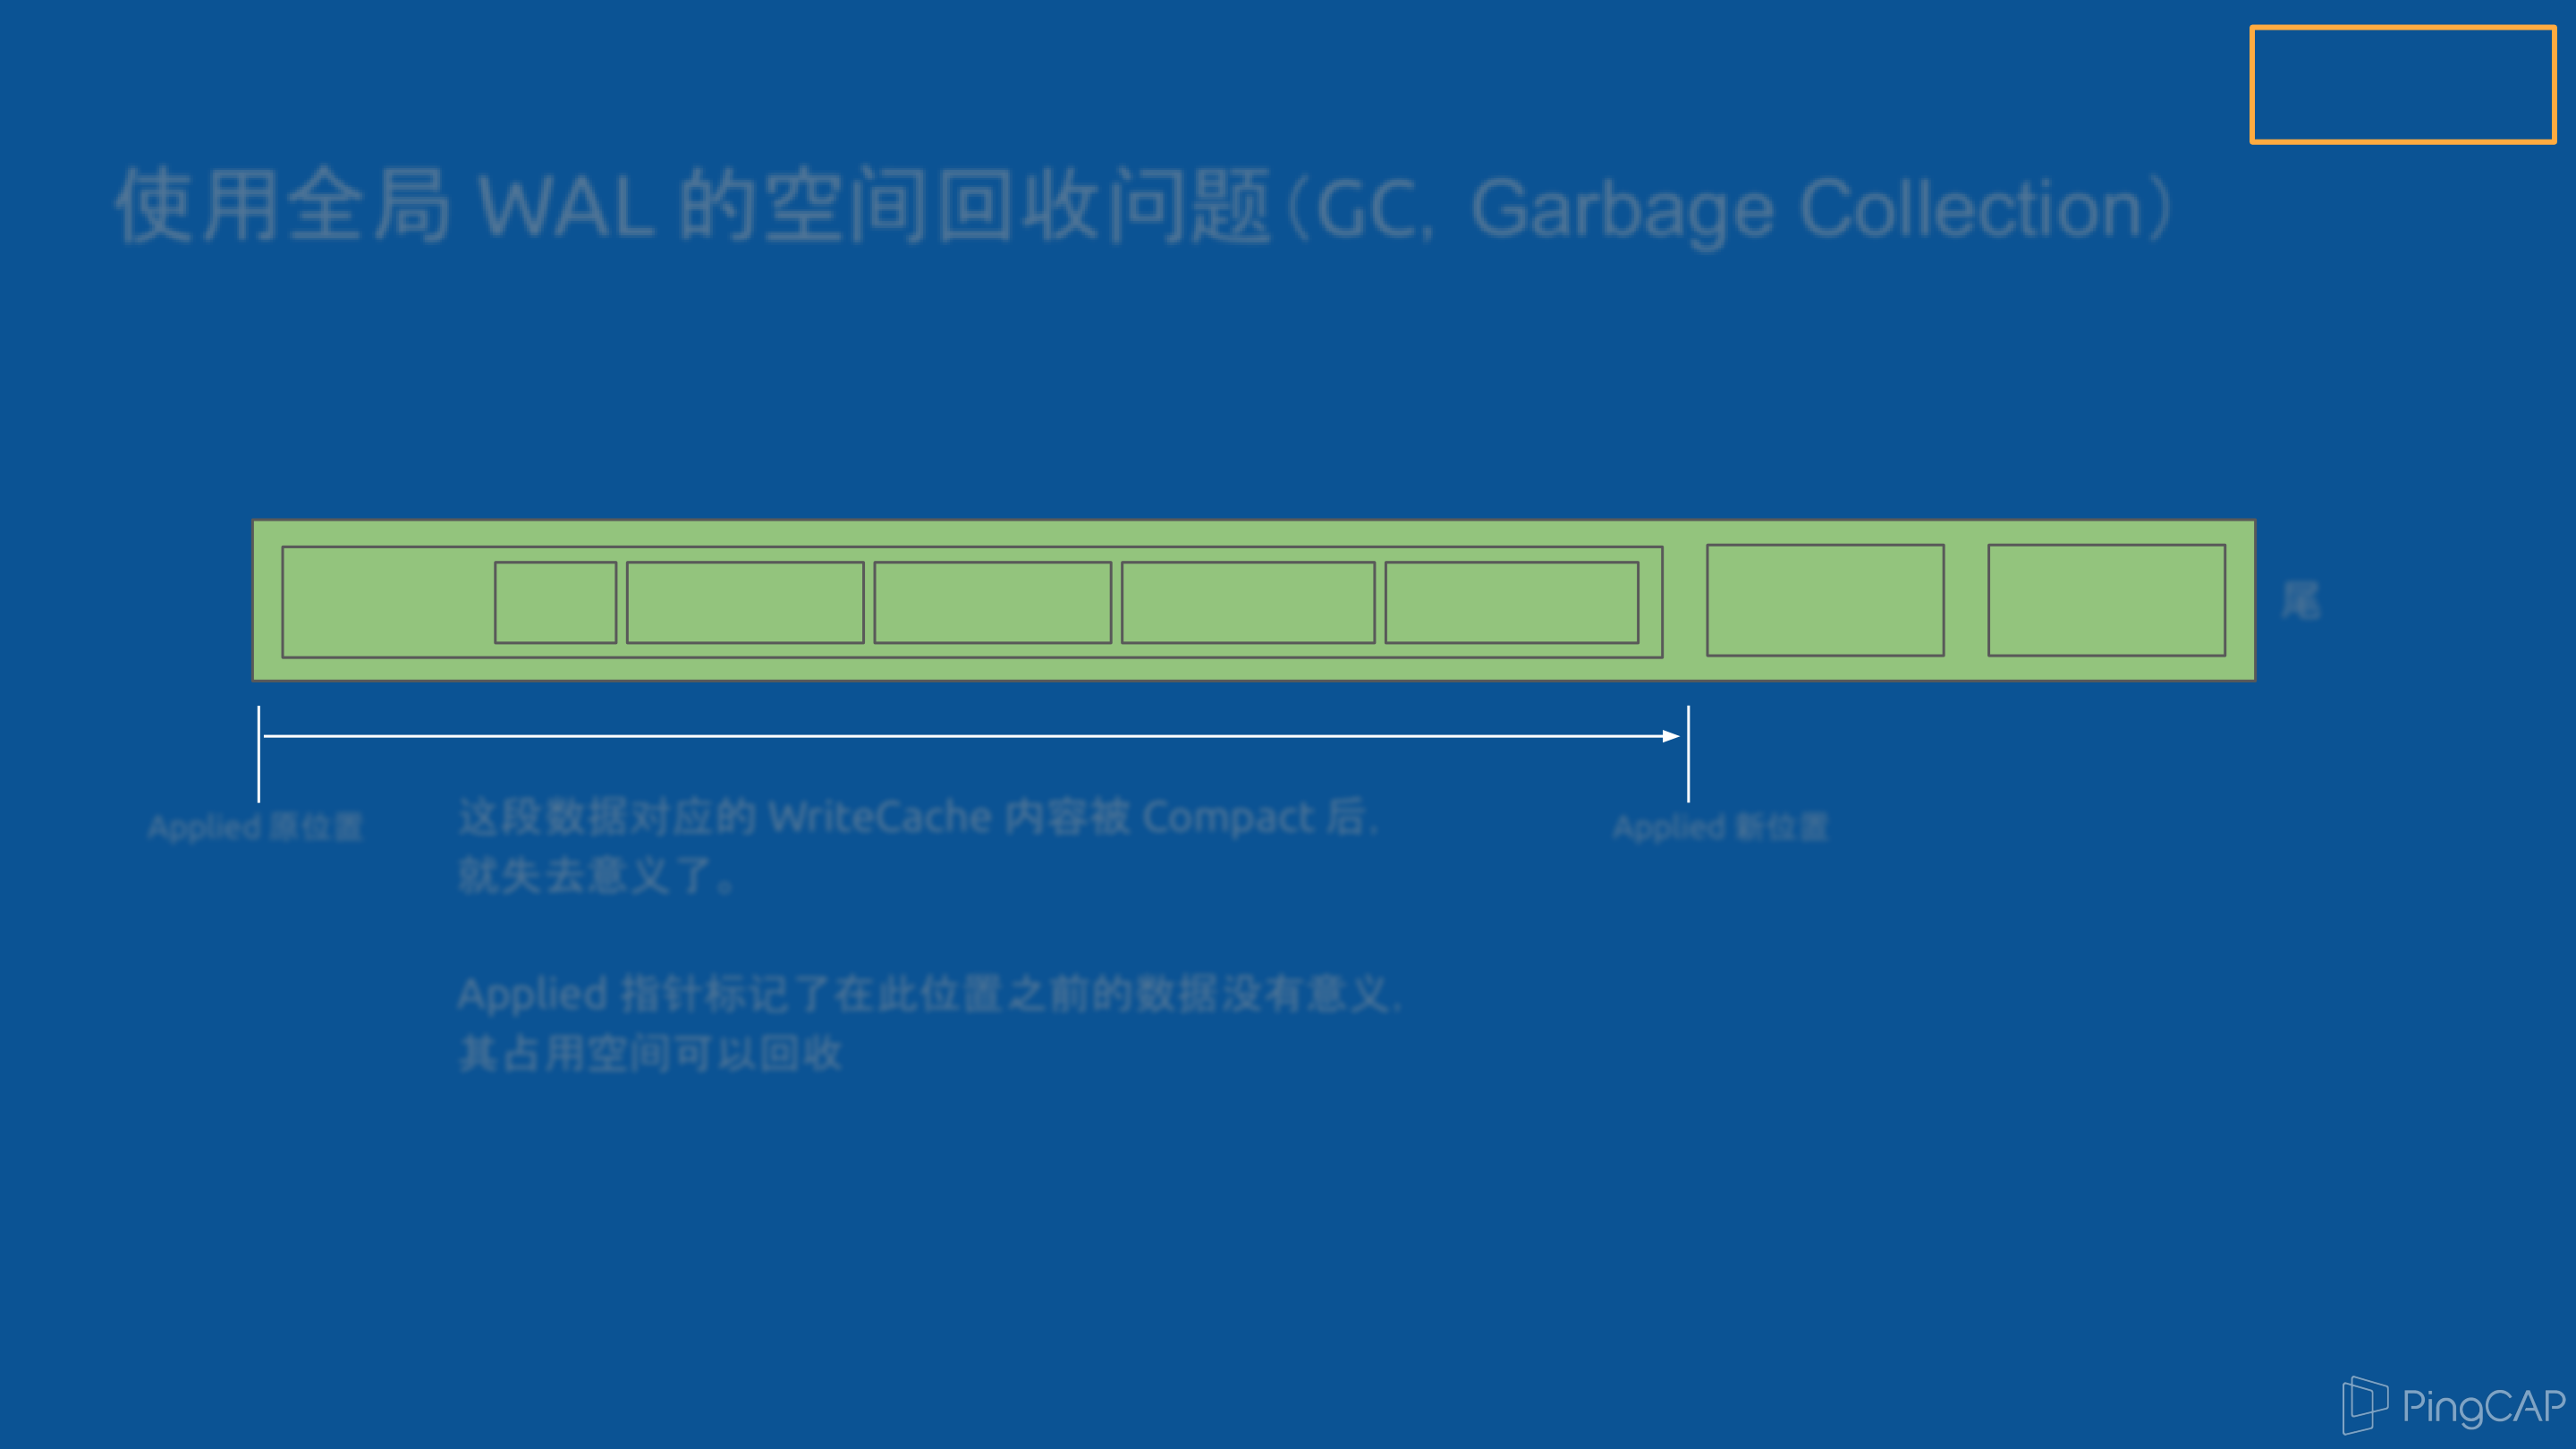 使用全局 WAL 的空间回收问题（GC, Garbage Collection）
尾
Applied 原位置
这段数据对应的 WriteCache 内容被 Compact 后,
就失去意义了。
Applied 新位置
Applied 指针标记了在此位置之前的数据没有意义,
其占用空间可以回收
PingCAP